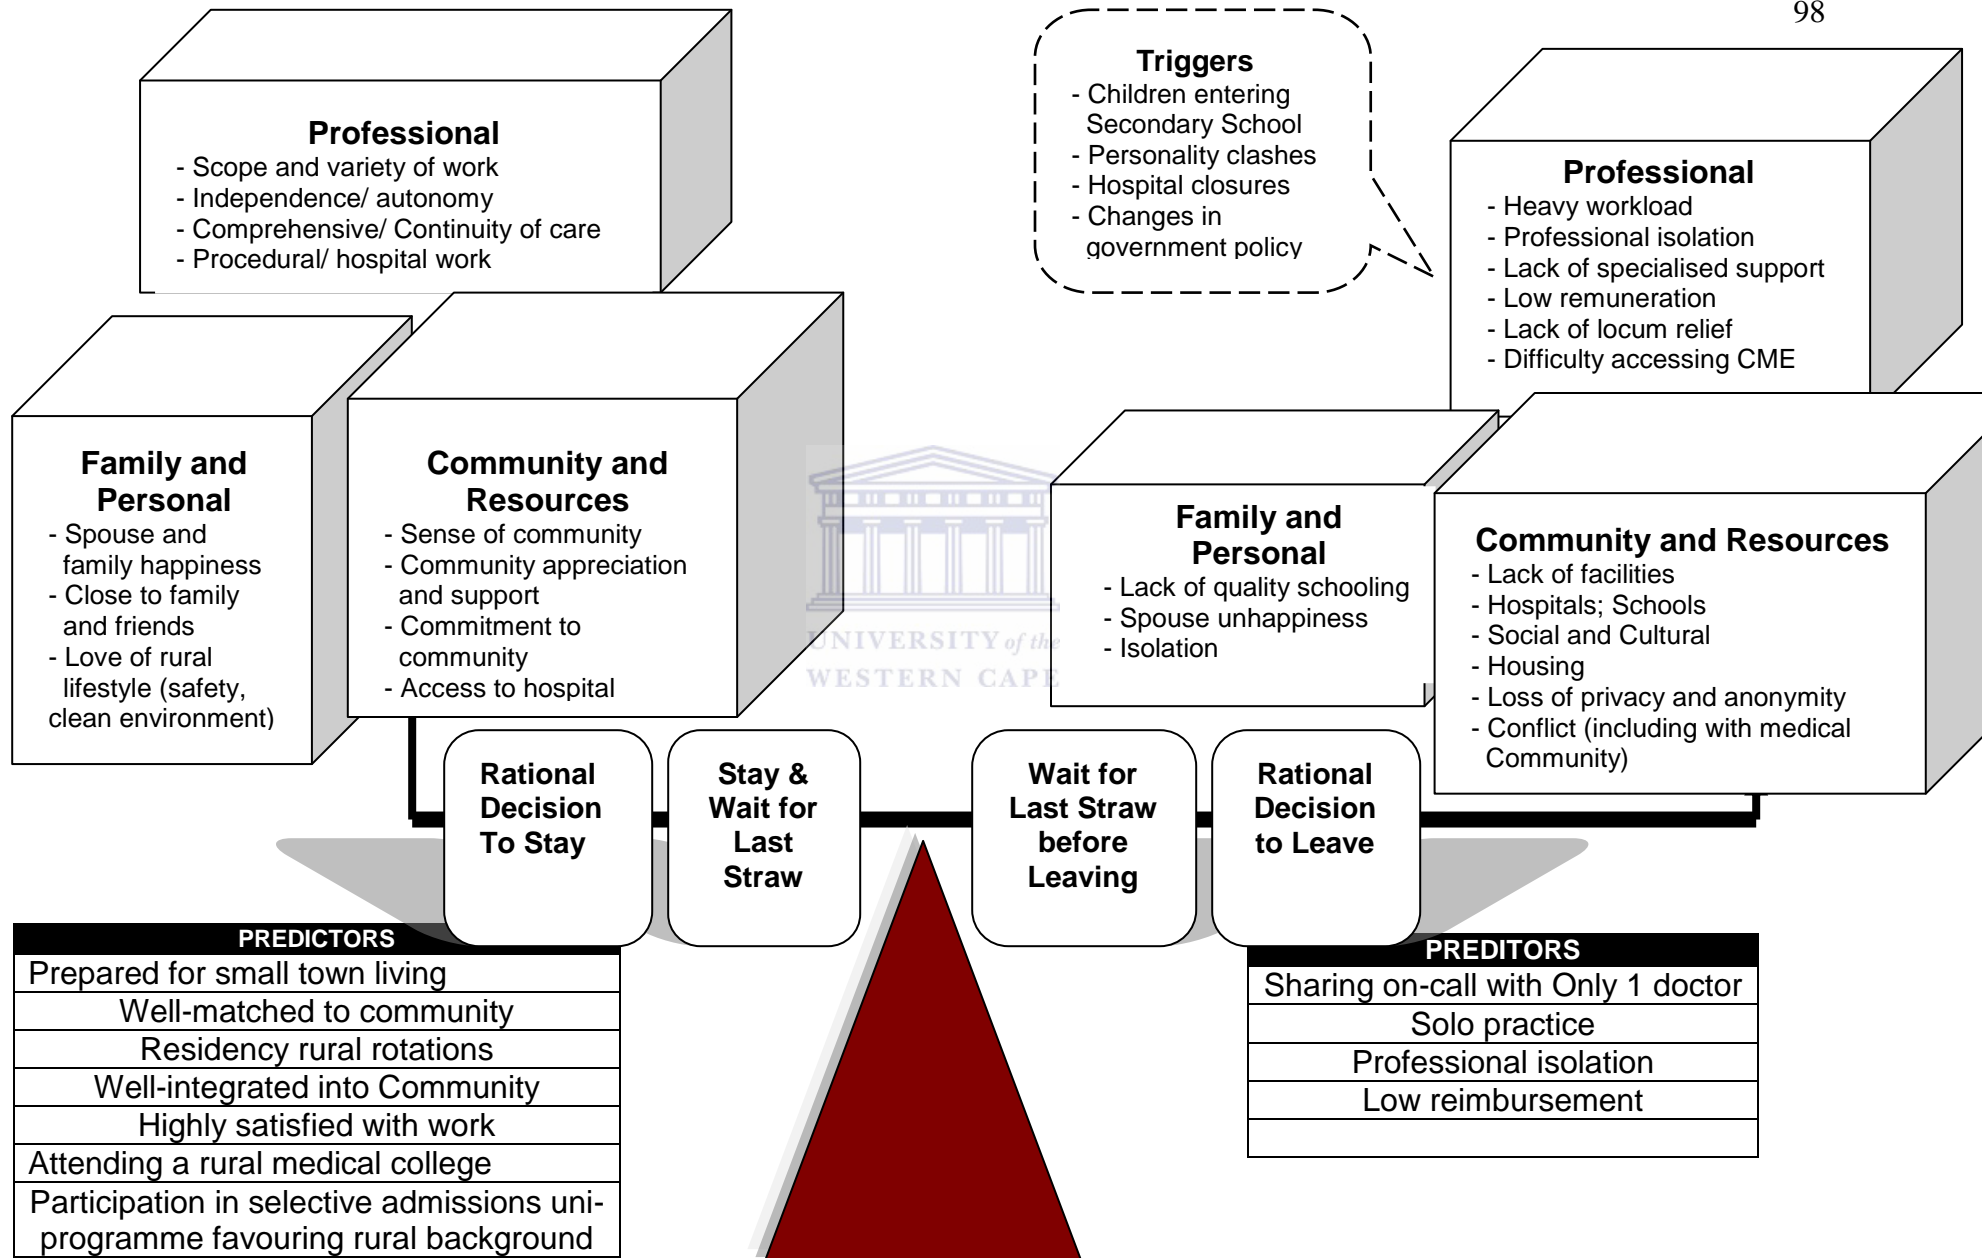 98
Professional
- Scope and variety of work
- Independence/ autonomy
- Comprehensive/ Continuity of care
- Procedural/ hospital work
Triggers
- Children entering
Secondary School
- Personality clashes
- Hospital closures
- Changes in
government policy
Professional
- Heavy workload
- Professional isolation
- Lack of specialised support
- Low remuneration
- Lack of locum relief
- Difficulty accessing CME
Family and
Personal
- Spouse and
family happiness
- Close to family
and friends
- Love of rural
lifestyle (safety,
clean environment)
Community and
Resources
- Sense of community
- Community appreciation
and support
- Commitment to
community
- Access to hospital
UNIVERSITY of the
WESTERN CAPE
Family and
Personal
- Lack of quality schooling
- Spouse unhappiness
- Isolation
Community and Resources
- Lack of facilities
- Hospitals; Schools
- Social and Cultural
- Housing
- Loss of privacy and anonymity
- Conflict (including with medical
Community)
Rational
Decision
To Stay
Stay &
Wait for
Last
Straw
Wait for
Last Straw
before
Leaving
Rational
Decision
to Leave
PREDICTORS
Prepared for small town living
Well-matched to community
Residency rural rotations
Well-integrated into Community
Highly satisfied with work
Attending a rural medical college
Participation in selective admissions uni-
programme favouring rural background
PREDITORS
Sharing on-call with Only 1 doctor
Solo practice
Professional isolation
Low reimbursement